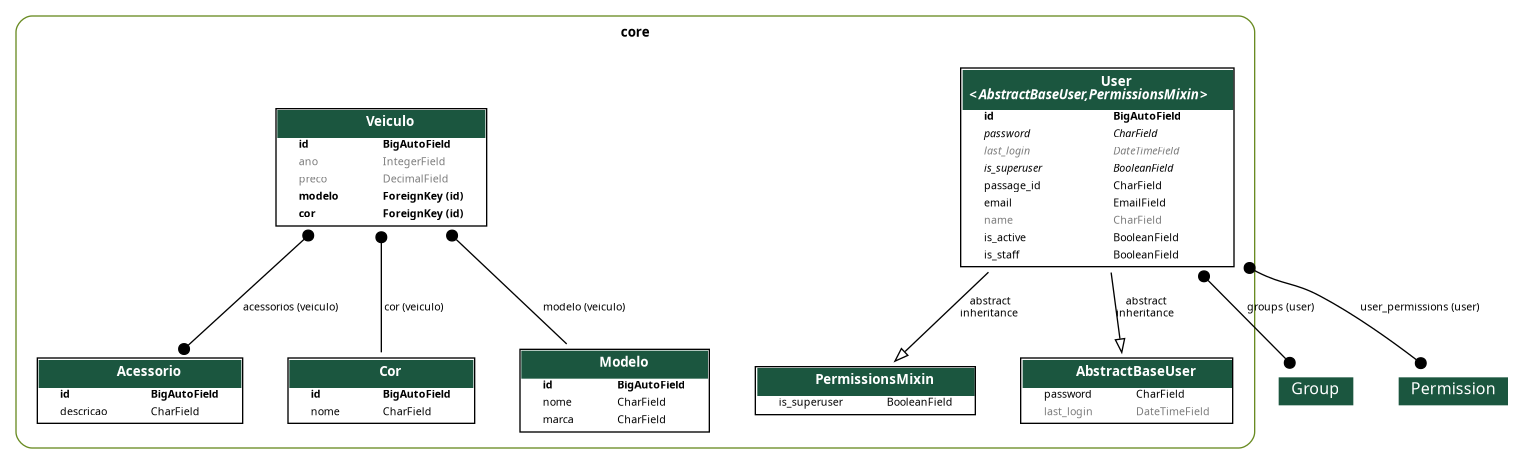 core
User
< AbstractBaseUser,PermissionsMixin >
id BigAutoField
password CharField
last_login DateTimeField
is_superuser BooleanField
passage_id CharField
email EmailField
name CharField
is_active BooleanField
is_staff BooleanField
Veiculo
id BigAutoField
ano IntegerField
preco DecimalField
modelo ForeignKey (id)
cor ForeignKey (id)
acessorios (veiculo)
cor (veiculo)
modelo (veiculo)
abstract
inheritance
abstract
inheritance
groups (user)
user_permissions (user)
Acessorio
id BigAutoField
descricao CharField
Cor
id BigAutoField
nome CharField
Modelo
id BigAutoField
nome CharField
marca CharField
PermissionsMixin
is_superuser BooleanField
AbstractBaseUser
password CharField
last_login DateTimeField
Group
Permission